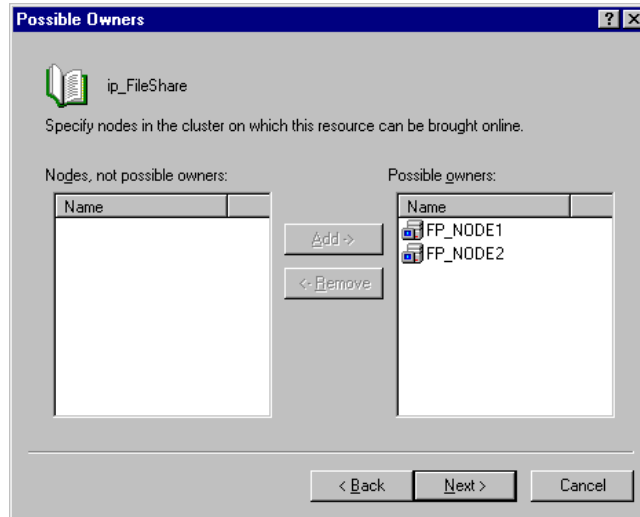 Possible Owners
ip_FileShare
Specify nodes in the cluster on which this resource can be brought online.
Nodes, not possible owners:
Possible owners:
Name
Name
Add ->
FP_NODE1
FP_NODE2
<- Remove
< Back
Next >
Cancel